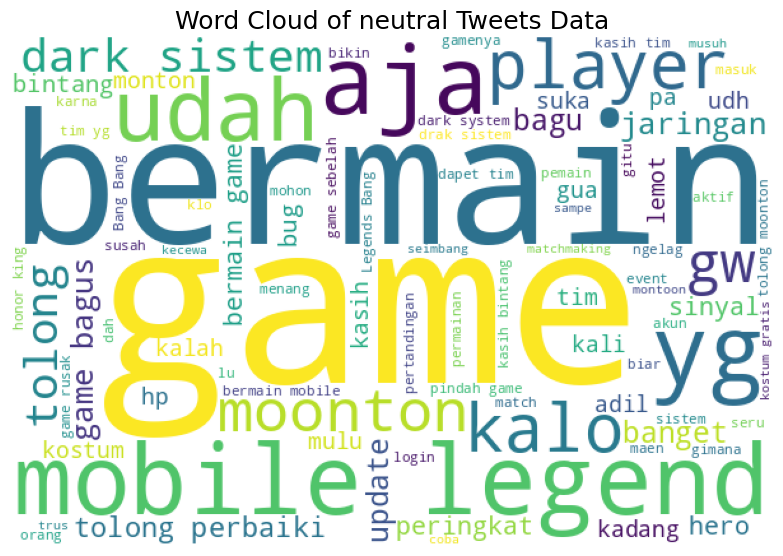 Word Cloud of neutral Tweets Data
dark sistem
bikin
aja
gamenya
player
kasih tim
musuh
masuk
bintang
monton
udah
karna
tim yg
dark system
drak sistem
bagu
suka
pa
udh
jaringan
bermain
Bang Bang
klo
mohon
bug
bermain game
game sebelah
Legends Bang
dapet tim
pemain
sampe
gua
gitu
lemot
aktif
tolong moonton
susah
kecewa
seimbang
matchmaking
ngelag
gw
honor king
tolong
game rusak
game bagus
dah
game
menang
kasih
pertandingan
permainan
kasih bintang
tim
event
montoon
sinyal
kali
akun
yg
kostum gratis
kalah
lu
hp
bermain mobile
pindah game
biar
moonton
kalo
match
adil
banget
sistem
seru
kostum
mulu
update
login
maen
gimana
mobile legend
trus
orang
tolong perbaiki
peringkat
coba
kadang
hero